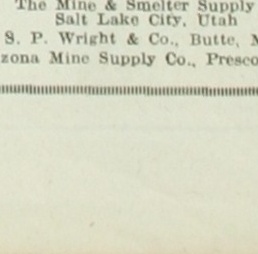 The Mine & Smelter Supply
Salt Lake City, Utah
S. P. Wright & Co., Butte,
zona Mine Supply Co., Presco